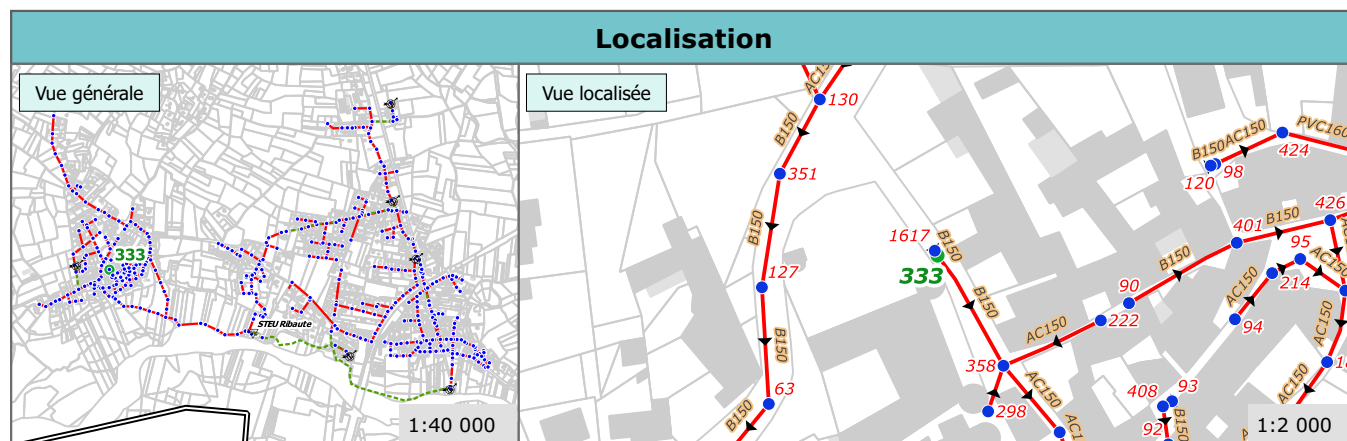 Localisation
Vue générale
333
STEU Ribaute
1:40 000
Vue localisée
130
B150
351
B150
127
B150
63
B150
1617
B150
333
B150
358
AC150
298
AC150
222
90
B150
401
B150
426
B150
AC150
PVC160
120
98
424
95
AC150
214
AC150
94
AC150
AC150
408
93
92
B150
1:2 000